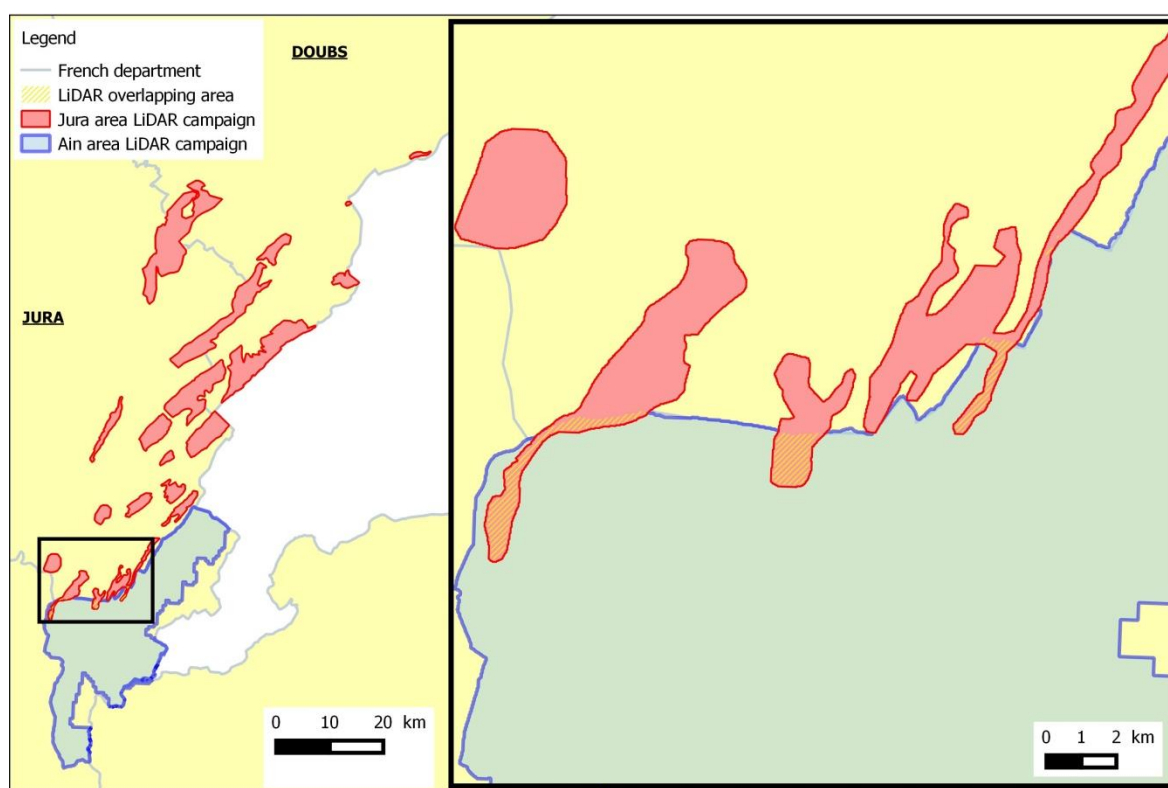 Legend
French department
LiDAR overlapping area
Jura area LiDAR campaign
Ain area LiDAR campaign
DOUBS
JURA
0 10 20 km
0 1 2 km